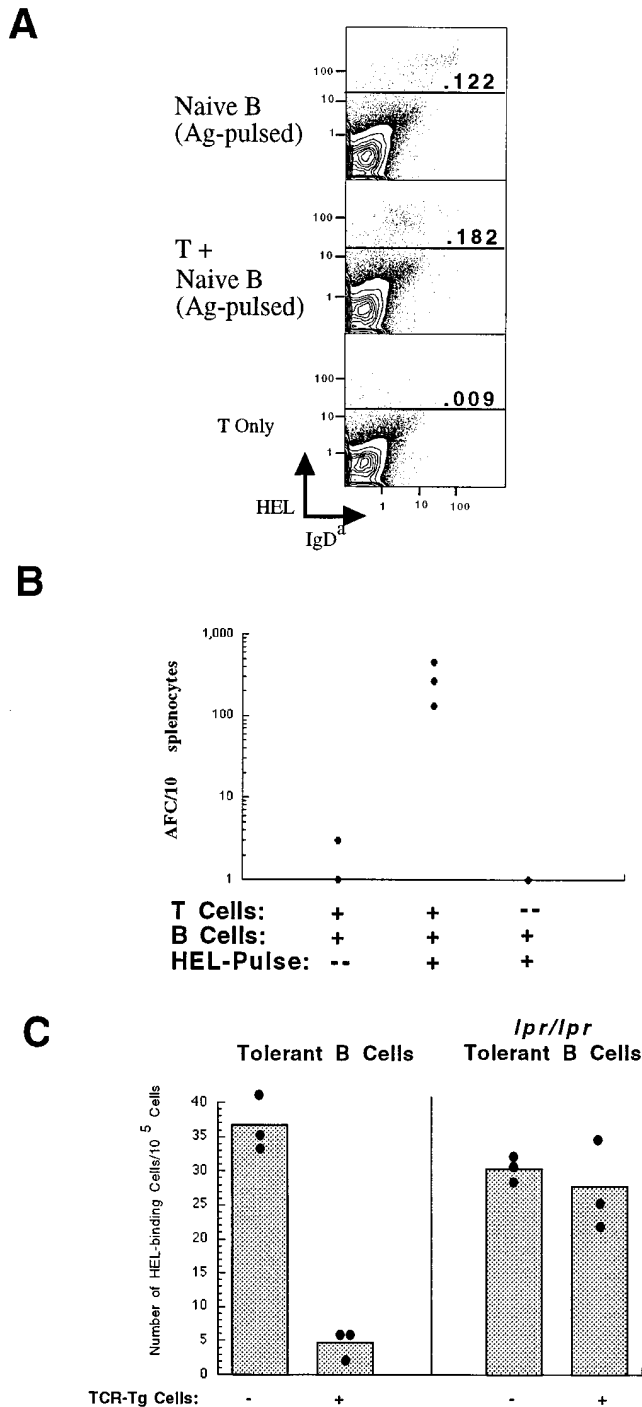 A
Naive B
(Ag-pulsed)
100
10
1
.122
T +
Naive B
(Ag-pulsed)
100
10
1
.182
T Only
100
10
1
.009
HEL
IgD a
1 10 100
B
AFC/10 splenocytes
1,000
100
10
1
T Cells: + + --
B Cells: + + +
HEL-Pulse: -- + +
C
Tolerant B Cells
lpr/lpr
Tolerant B Cells
Number of HEL-binding Cells/10 5 Cells
40
35
30
25
20
15
10
5
0
TCR-Tg Cells: - + - +